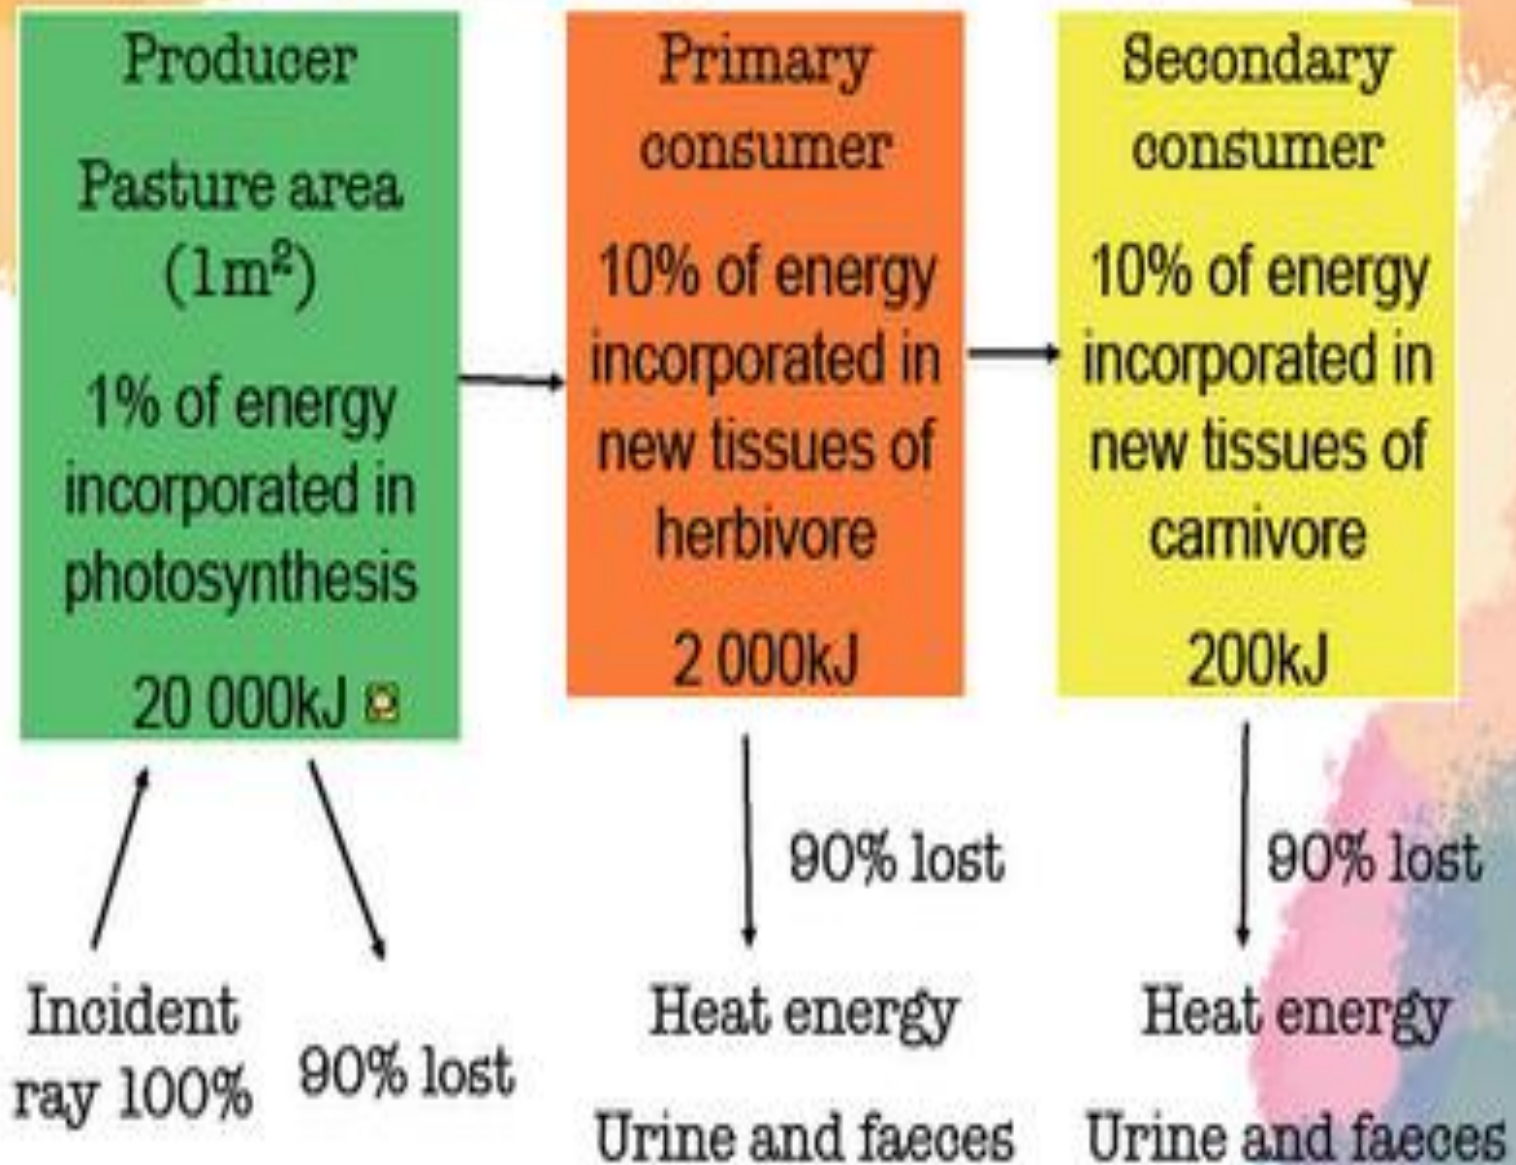 Producer
Pasture area
(1m²)
1% of energy
incorporated in
photosynthesis
20 000kJ
Primary
consumer
10% of energy
incorporated in
new tissues of
herbivore
2 000kJ
Secondary
consumer
10% of energy
incorporated in
new tissues of
carnivore
200kJ
Incident
ray 100%
90% lost
90% lost
Heat energy
Urine and faeces
90% lost
Heat energy
Urine and faeces